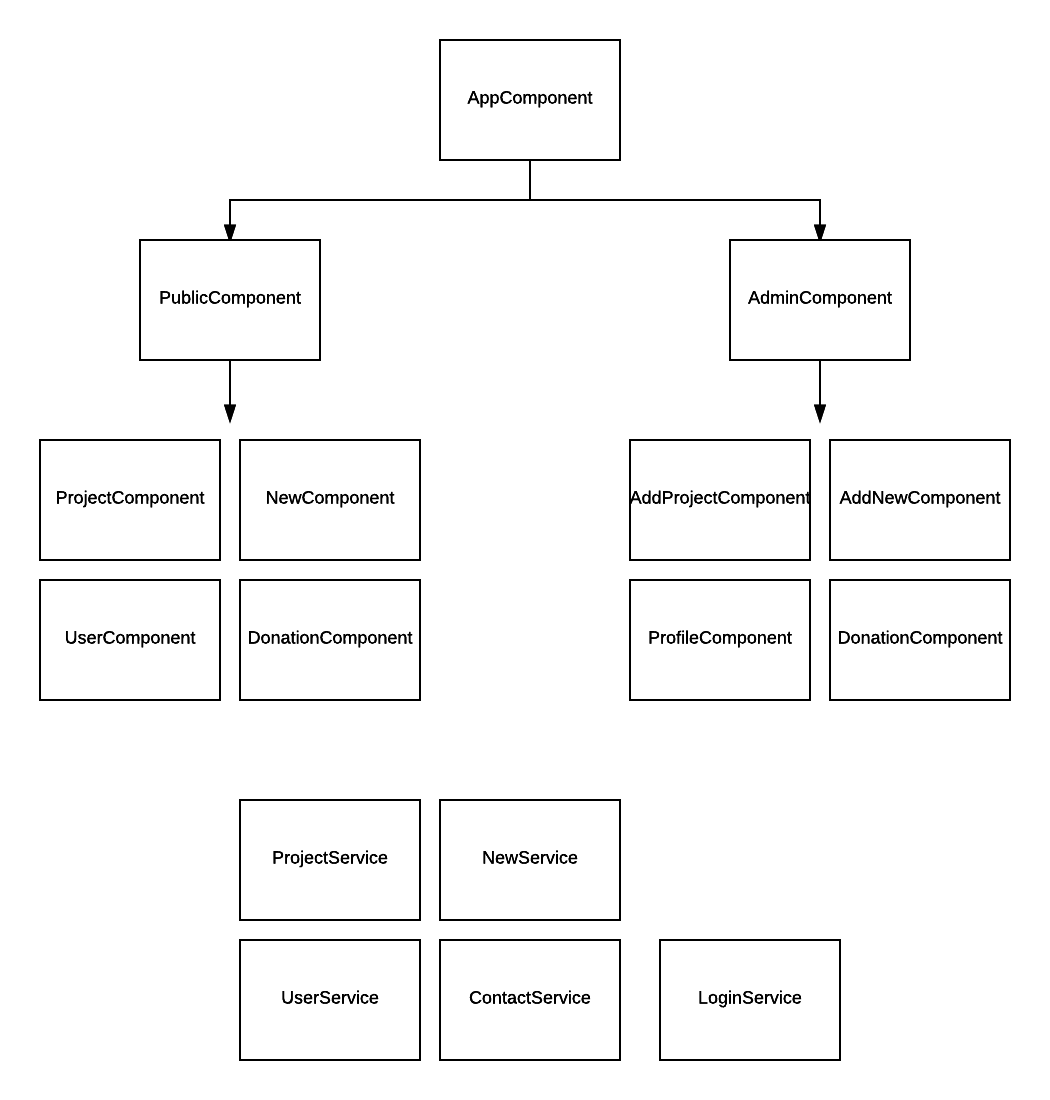 AppComponent
PublicComponent
AdminComponent
ProjectComponent
NewComponent
AddProjectComponent
AddNewComponent
UserComponent
DonationComponent
ProfileComponent
DonationComponent
ProjectService
NewService
UserService
ContactService
LoginService